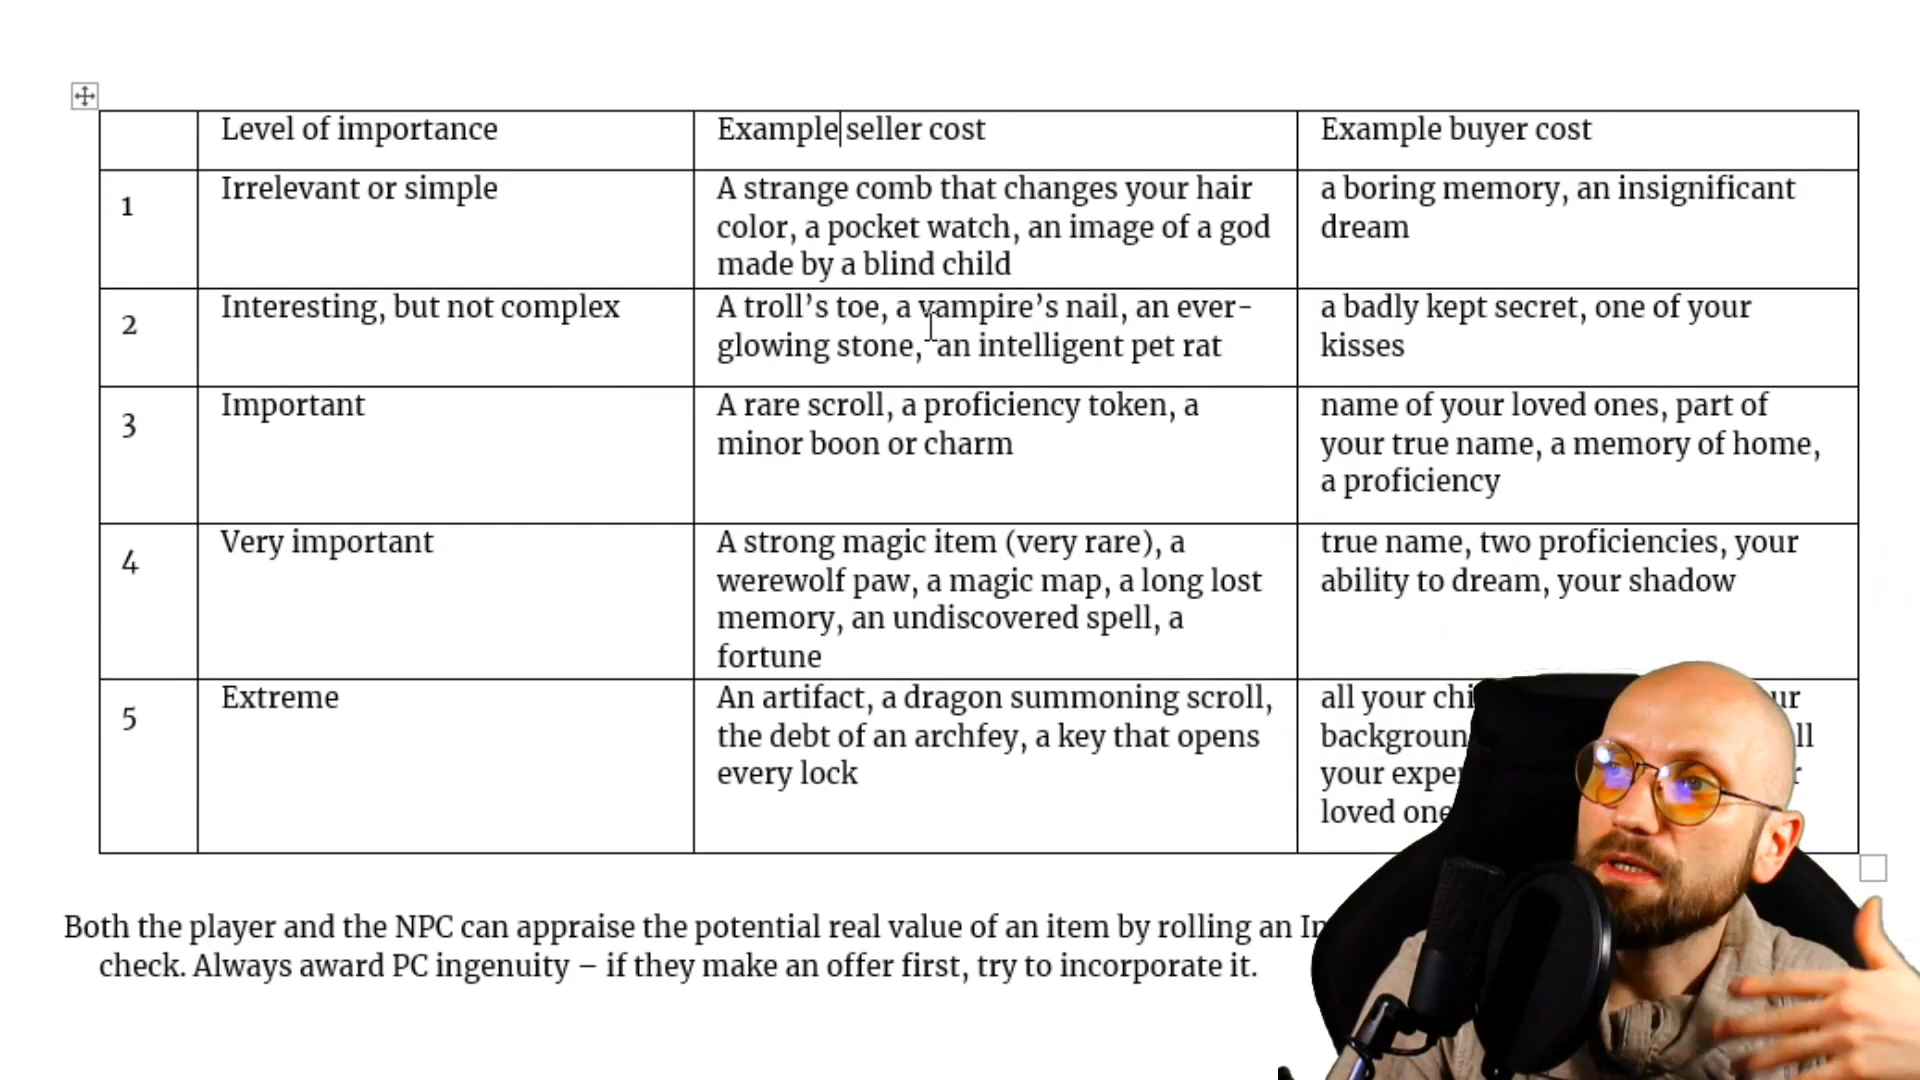 Level of importance
Example seller cost
Example buyer cost
1
Irrelevant or simple
A strange comb that changes your hair
color, a pocket watch, an image of a god
made by a blind child
a boring memory, an insignificant
dream
2
Interesting, but not complex
A troll’s toe, a vampire’s nail, an ever-
glowing stone, an intelligent pet rat
a badly kept secret, one of your
kisses
3
Important
A rare scroll, a proficiency token, a
minor boon or charm
name of your loved ones, part of
your true name, a memory of home,
a proficiency
4
Very important
A strong magic item (very rare), a
werewolf paw, a magic map, a long lost
memory, an undiscovered spell, a
fortune
true name, two proficiencies, your
ability to dream, your shadow
5
Extreme
An artifact, a dragon summoning scroll,
the debt of an archfey, a key that opens
every lock
all your
your
loved
Both the player and the NPC can appraise the potential real value of an item by rolling an
check. Always award PC ingenuity – if they make an offer first, try to incorporate it.